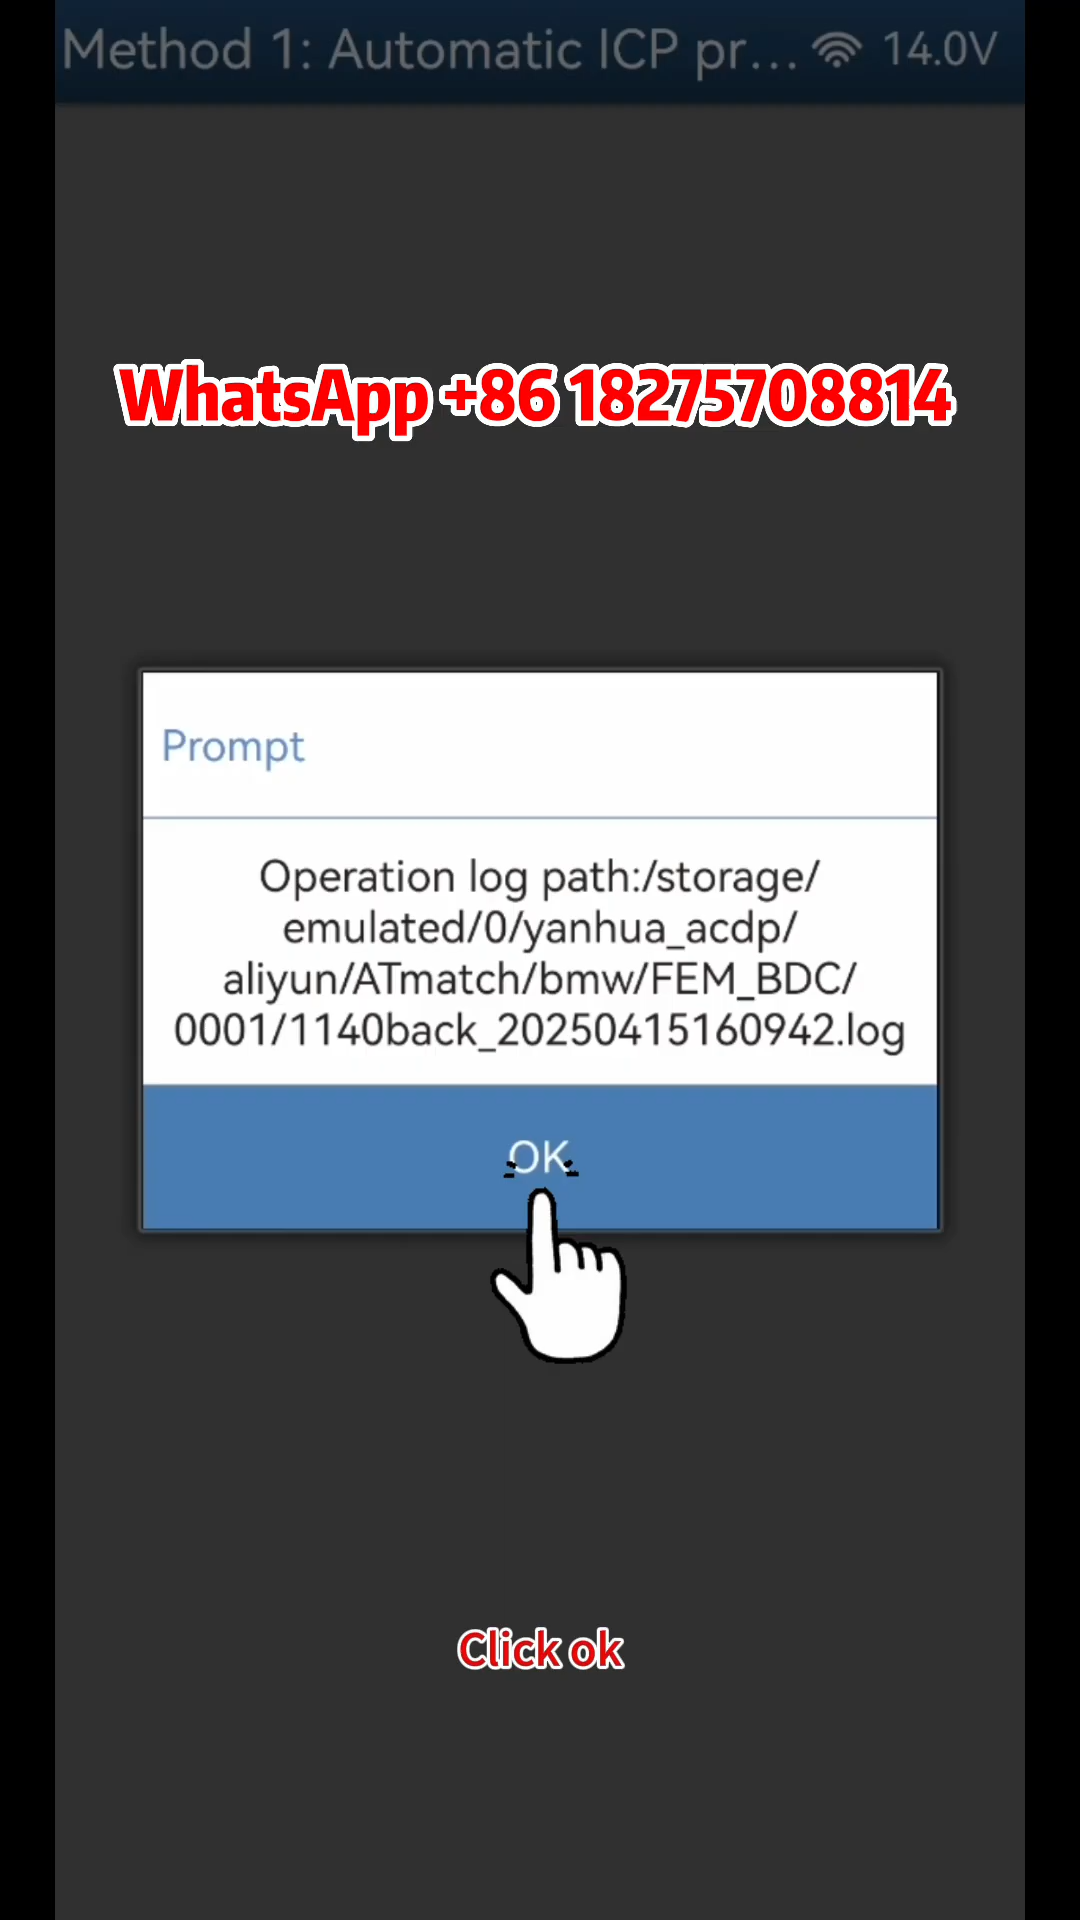 Method 1: Automatic ICP pr... 14.0V
WhatsApp +86 18275708814
Prompt
Operation log path:/storage/
emulated/0/yanhua_acdp/
aliyun/ATmatch/bmw/FEM_BDC/
0001/1140back_20250415160942.log
OK
Click ok